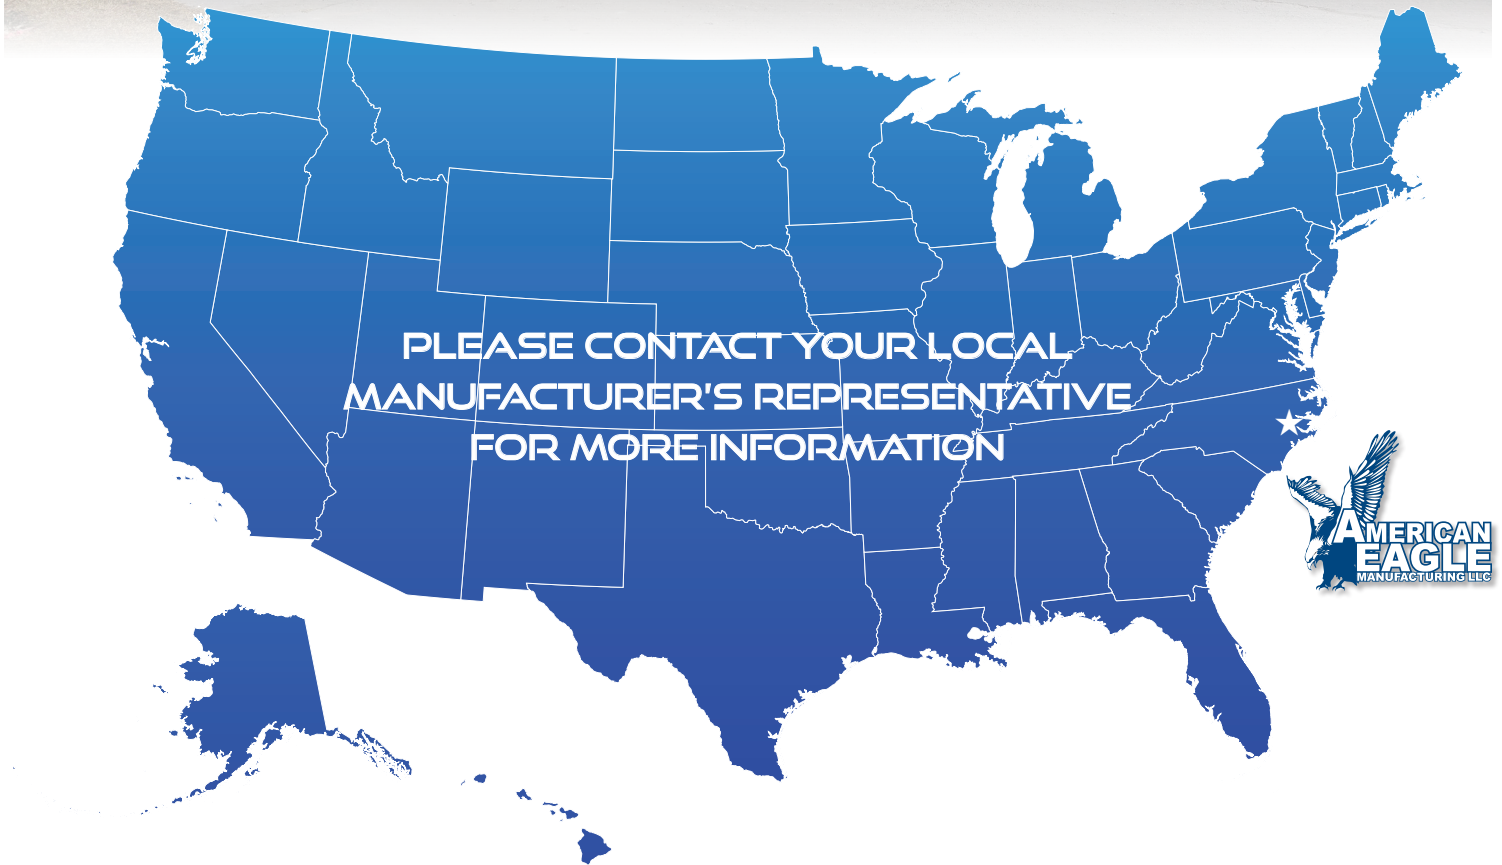 PLEASE CONTACT YOUR LOCAL
MANUFACTURER'S REPRESENTATIVE
FOR MORE INFORMATION
AMERICAN
EAGLE
MANUFACTURING LLC